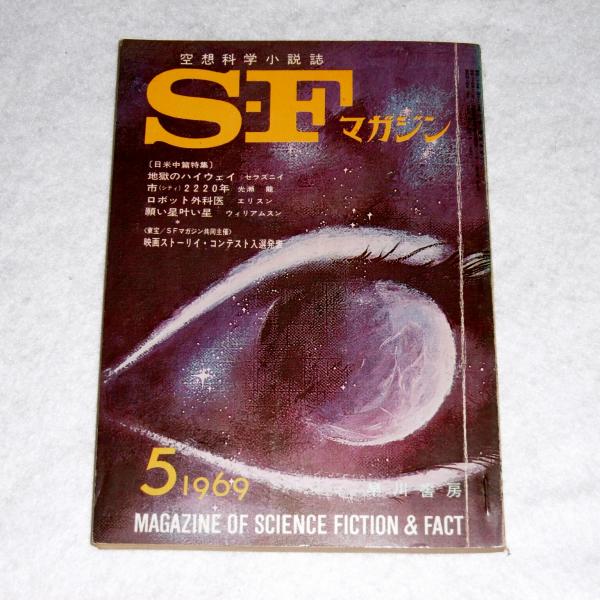 空想科学小説誌
S-Fマガジン
〔日米中篇特集〕
地獄のハイウェイ セラズニイ
市(シティ)2220年 光瀬 龍
ロボット外科医 エリスン
願い星叶い星 ウィリアムスン
*
〈東宝/SFマガジン共同主催〉
映画ストーリイ・コンテスト入選発表
5 1969
早川書房
MAGAZINE OF SCIENCE FICTION & FACT